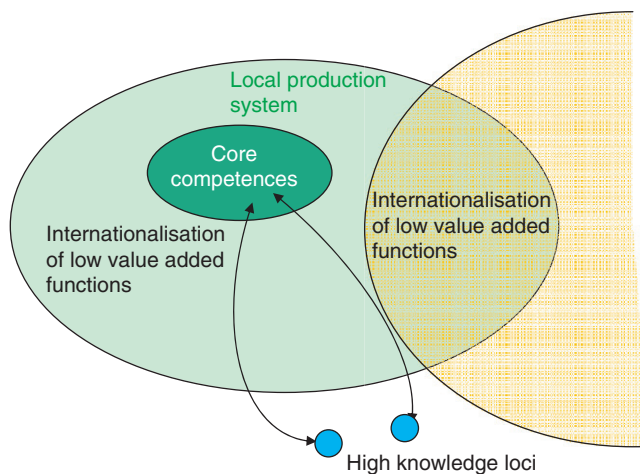 Local production
system
Core
competences
Internationalisation
of low value added
functions
Internationalisation
of low value added
functions
High knowledge loci